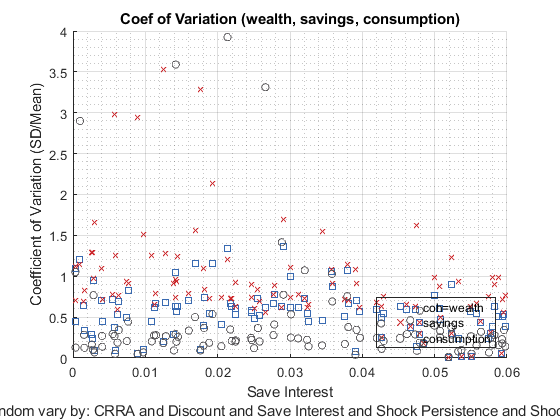 Coef of Variation (wealth, savings, consumption)
Coefficient of Variation (SD/Mean)
4
3.5
3
2.5
2
1.5
1
0.5
0
0
0.01
0.02
0.03
0.04
0.05
0.06
coh=wealth
savings
consumption
Save Interest
ndom vary by: CRRA and Discount and Save Interest and Shock Persistence and Sho